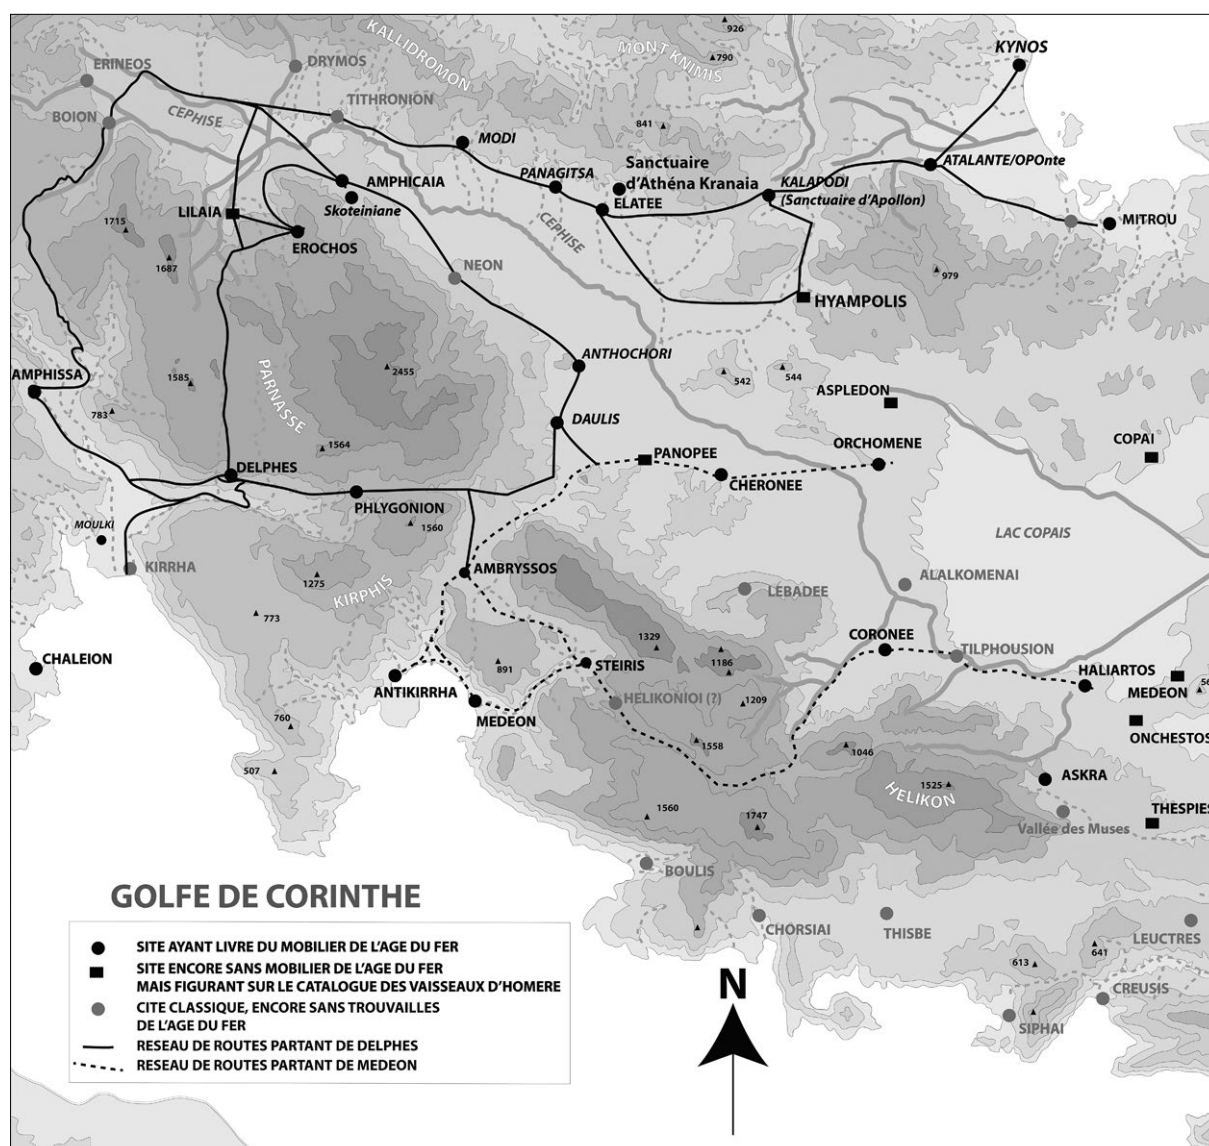 926
KALLIDROMON
MONT KNIMIS
KYNOS
790
ERINEOS
DRYMOS
TITHRONION
CEPHISE
BOION
841
MODI
Sanctuaire
d'Athéna Kranaia
ATALANTE/OPOnte
PANAGITSA
AMPHICAIA
ELATEE
KALAPODI
(Sanctuaire d'Apollon)
LILAIA
Skoteiniane
MITROU
1715
CEPHISE
EROCHOS
1687
NEON
979
HYAMPOLIS
ANTHOCHORI
AMPHISSA
2455
542
544
1585
ASPLEDON
783
PARNASSE
DAULIS
COPAI
1564
ORCHOMENE
PANOPEE
DELPHES
CHERONEE
PHLYGONION
MOULKI
1560
LAC COPAIS
KIRRHA
AMBRYSSOS
1275
KIRPHIS
ALALKOMENAI
LEBADEE
773
1329
CORONEE
CHALEION
STEIRIS
1186
TILPHOUSION
891
HALIARTOS
ANTIKIRRHA
MEDEON
56
HELIKONIOI (?)
1209
MEDEON
760
ONCHESTOS
1558
1046
507
ASKRA
HELIKON
1525
1560
THESPIES
1747
Vallée des Muses
BOULIS
GOLFE DE CORINTHE
CHORSIAI
THISBE
LEUCTRES
641
613
CREUSIS
SIPHAI
N
SITE AYANT LIVRE DU MOBILIER DE L'AGE DU FER
SITE ENCORE SANS MOBILIER DE L'AGE DU FER
MAIS FIGURANT SUR LE CATALOGUE DES VAISSEAUX D'HOMERE
CITE CLASSIQUE, ENCORE SANS TROUVAILLES
DE L'AGE DU FER
RESEAU DE ROUTES PARTANT DE DELPHES
RESEAU DE ROUTES PARTANT DE MEDEON